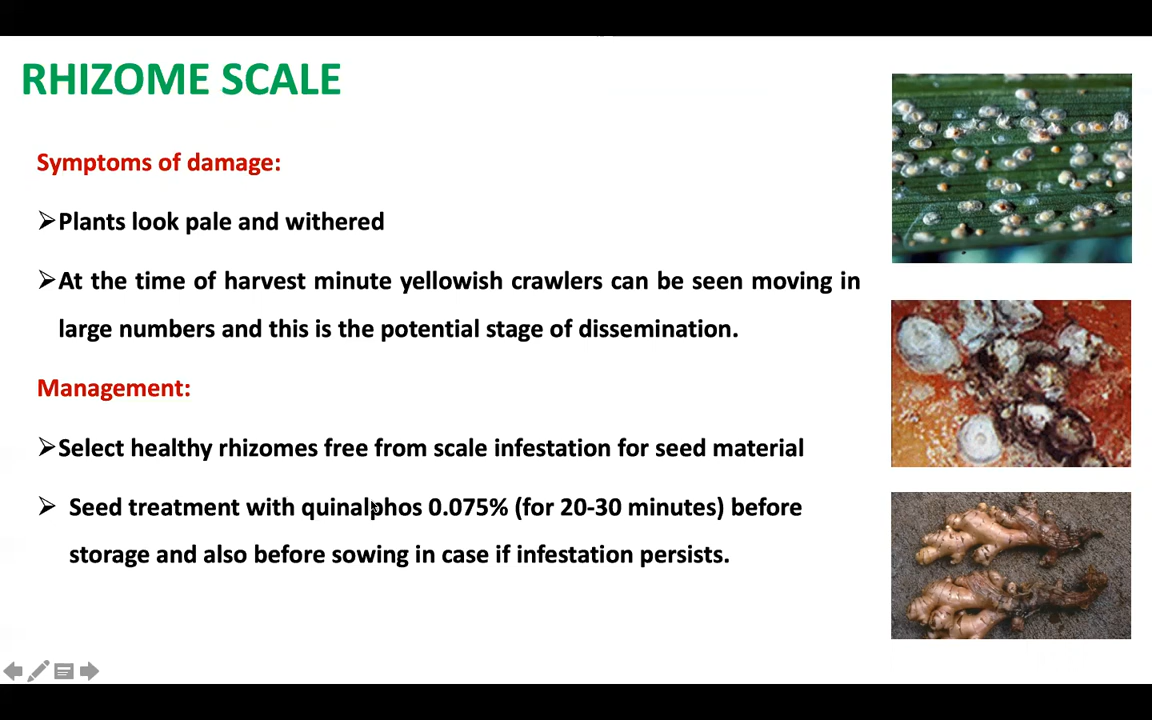 RHIZOME SCALE
Symptoms of damage:
➢Plants look pale and withered
➢At the time of harvest minute yellowish crawlers can be seen moving in
large numbers and this is the potential stage of dissemination.
Management:
➢Select healthy rhizomes free from scale infestation for seed material
➢ Seed treatment with quinalphos 0.075% (for 20-30 minutes) before
storage and also before sowing in case if infestation persists.